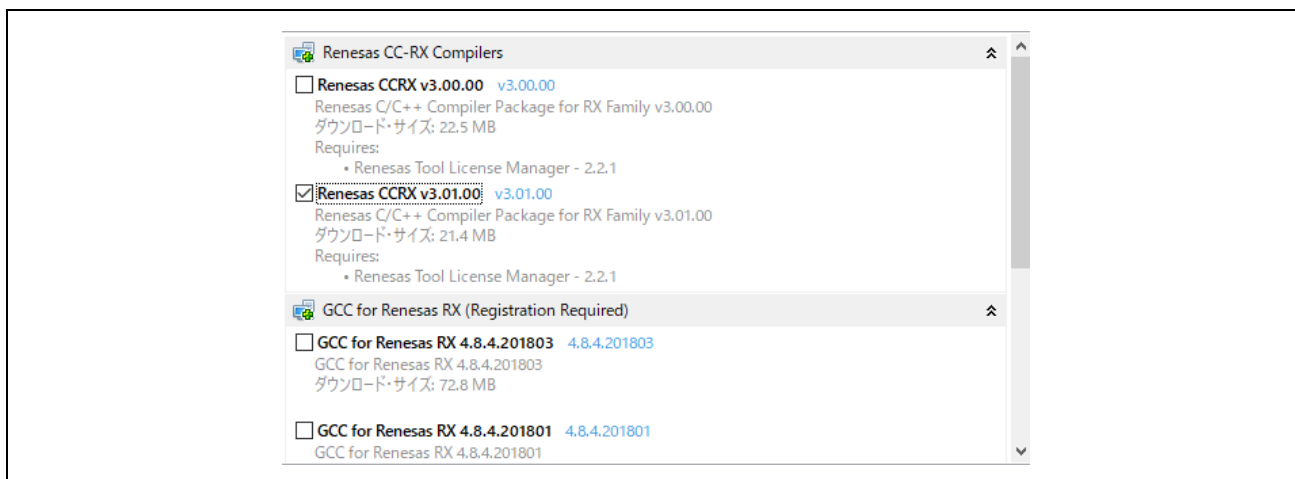 Renesas CC-RX Compilers
Renesas CCRX v3.00.00 v3.00.00
Renesas C/C++ Compiler Package for RX Family v3.00.00
ダウンロード・サイズ: 22.5 MB
Requires:
• Renesas Tool License Manager - 2.2.1
Renesas CCRX v3.01.00 v3.01.00
Renesas C/C++ Compiler Package for RX Family v3.01.00
ダウンロード・サイズ: 21.4 MB
Requires:
• Renesas Tool License Manager - 2.2.1
GCC for Renesas RX (Registration Required)
GCC for Renesas RX 4.8.4.201803 4.8.4.201803
GCC for Renesas RX 4.8.4.201803
ダウンロード・サイズ: 72.8 MB
GCC for Renesas RX 4.8.4.201801 4.8.4.201801
GCC for Renesas RX 4.8.4.201801